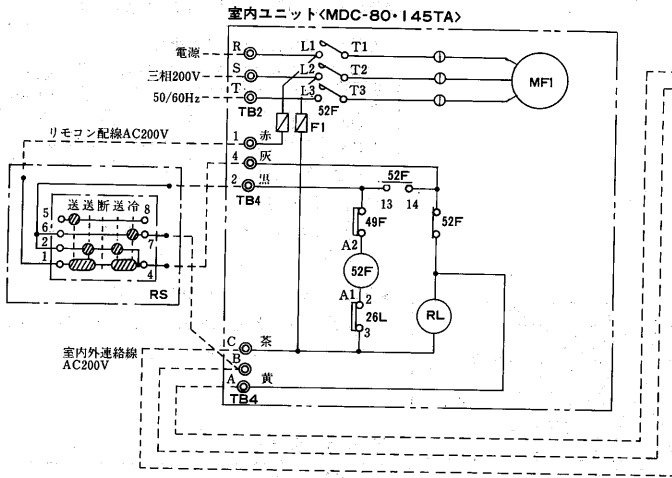 室内ユニット〈MDC-80・145TA〉
電源 R L1 T1
三相200V S L2 T2 MF1
50/60Hz T L3 T3
TB2 52F
リモコン配線AC200V 1 赤 F1
4 灰
2 黒 52F
TB4 13 14
送 送 断 送 冷
5 8
6 7
2
1 4
RS
49F 52F
A2
52F
A1 2
26L RL
3
C 茶
室内外連絡線
AC200V
B
A 黄
TB4